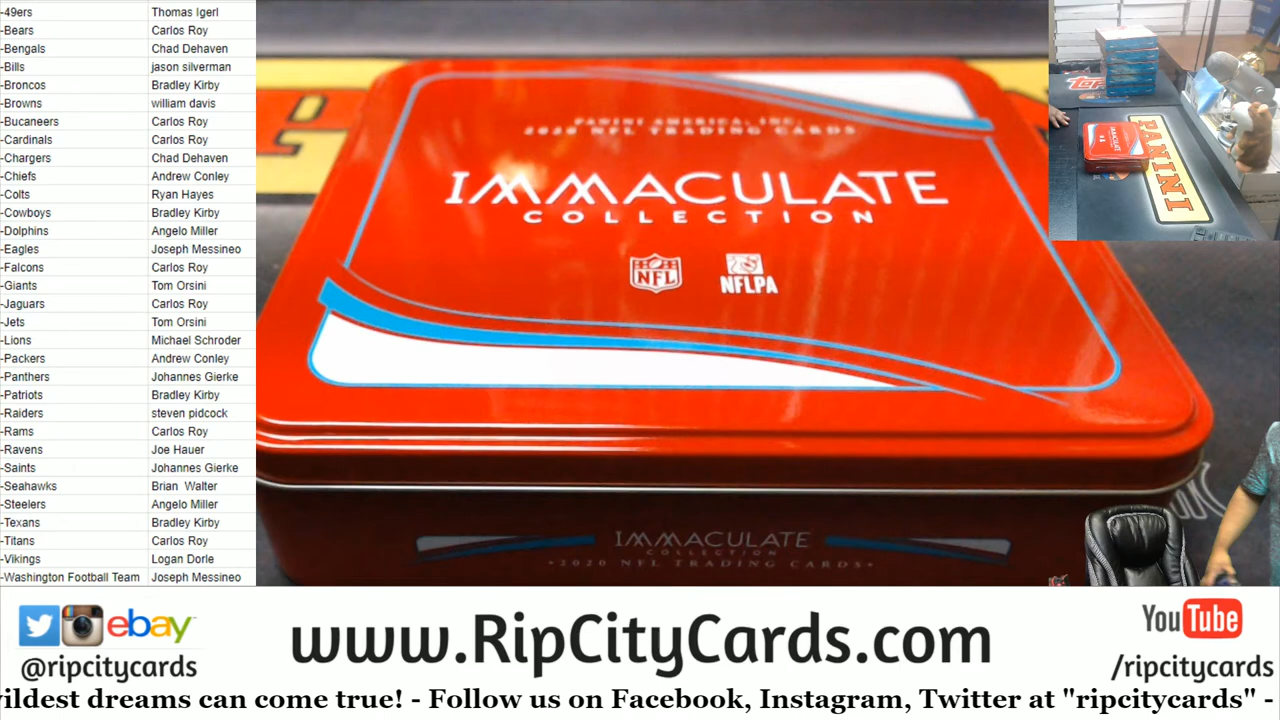 -49ers Thomas Igerl
-Bears Carlos Roy
-Bengals Chad Dehaven
-Bills jason silverman
-Broncos Bradley Kirby
-Browns william davis
-Bucaneers Carlos Roy
-Cardinals Carlos Roy
-Chargers Chad Dehaven
-Chiefs Andrew Conley
-Colts Ryan Hayes
-Cowboys Bradley Kirby
-Dolphins Angelo Miller
-Eagles Joseph Messineo
-Falcons Carlos Roy
-Giants Tom Orsini
-Jaguars Carlos Roy
-Jets Tom Orsini
-Lions Michael Schroder
-Packers Andrew Conley
-Panthers Johannes Gierke
-Patriots Bradley Kirby
-Raiders steven pidcock
-Rams Carlos Roy
-Ravens Joe Hauer
-Saints Johannes Gierke
-Seahawks Brian Walter
-Steelers Angelo Miller
-Texans Bradley Kirby
-Titans Carlos Roy
-Vikings Logan Dorle
-Washington Football Team Joseph Messineo
PANINI AMERICA, INC.
2020 NFL TRADING CARDS
IMMACULATE
COLLECTION
NFL NFLPA
IMMACULATE
COLLECTION
•2020 NFL TRADING CARDS•
IMMACULATE
PANINI
ebay
@ripcitycards
www.RipCityCards.com
YouTube
/ripcitycards
wildest dreams can come true! - Follow us on Facebook, Instagram, Twitter at "ripcitycards" -